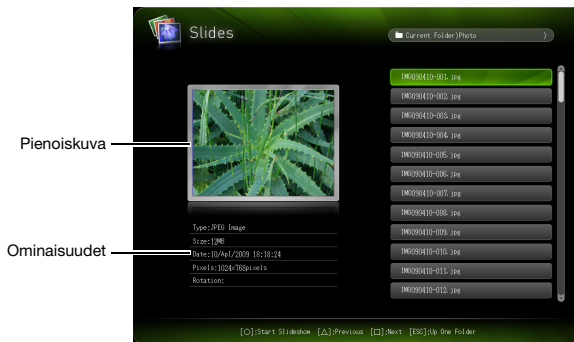 Slides
Current Folder)Photo )
Pienoiskuva
Ominaisuudet
Type:JPEG Image
Size:12MB
Date:10/Apl/2009 18:18:24
Pixels:1024x768pixels
Rotation:
IMG090410-001.jpg
IMG090410-002.jpg
IMG090410-003.jpg
IMG090410-004.jpg
IMG090410-005.jpg
IMG090410-006.jpg
IMG090410-007.jpg
IMG090410-008.jpg
IMG090410-009.jpg
IMG090410-010.jpg
IMG090410-011.jpg
IMG090410-012.jpg
[○]:Start Slideshow [△]:Previous [□]:Next [ESC]:Up One Folder